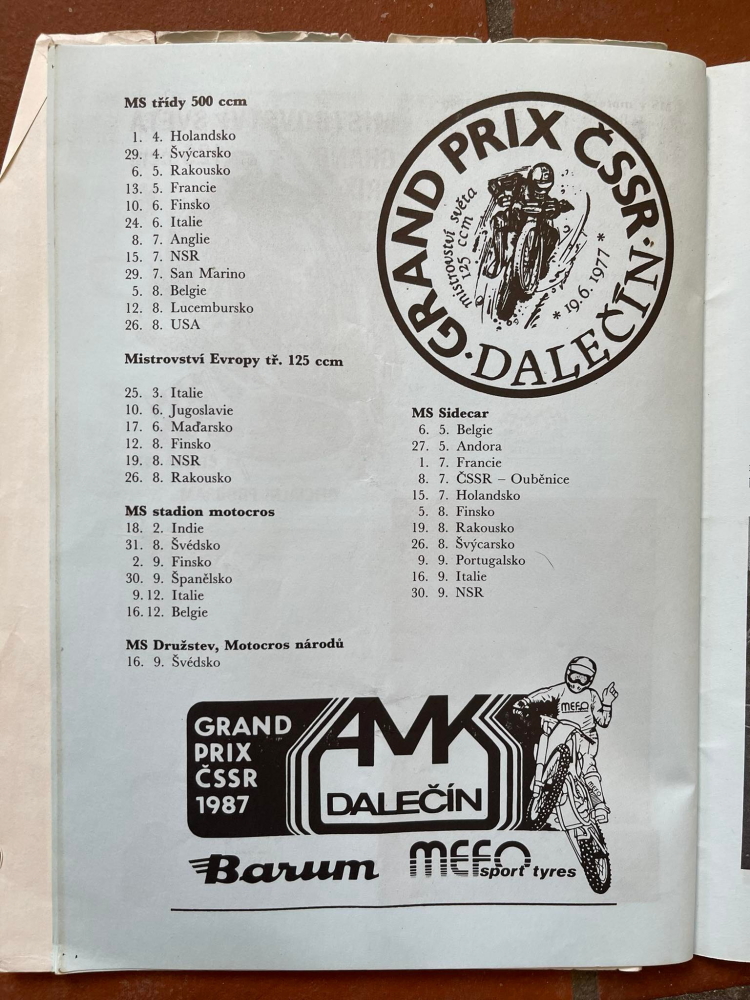 MS třídy 500 ccm
1. 4. Holandsko
29. 4. Švýcarsko
6. 5. Rakousko
13. 5. Francie
10. 6. Finsko
24. 6. Italie
8. 7. Anglie
15. 7. NSR
29. 7. San Marino
5. 8. Belgie
12. 8. Lucembursko
26. 8. USA
Mistrovství Evropy tř. 125 ccm
25. 3. Italie
10. 6. Jugoslavie
17. 6. Maďarsko
12. 8. Finsko
19. 8. NSR
26. 8. Rakousko
MS stadion motocros
18. 2. Indie
31. 8. Švédsko
2. 9. Finsko
30. 9. Španělsko
9. 12. Italie
16. 12. Belgie
MS Družstev, Motocros národů
16. 9. Švédsko
·GRAND PRIX ČSSR·
DALEČÍN
mistrovství světa
125 ccm
* 19. 6. 1977 *
MS Sidecar
6. 5. Belgie
27. 5. Andora
1. 7. Francie
8. 7. ČSSR – Ouběnice
15. 7. Holandsko
5. 8. Finsko
19. 8. Rakousko
26. 8. Švýcarsko
9. 9. Portugalsko
16. 9. Italie
30. 9. NSR
GRAND
PRIX
ČSSR
1987
AMK
DALEČÍN
MEFO
Barum
MEFO sport tyres